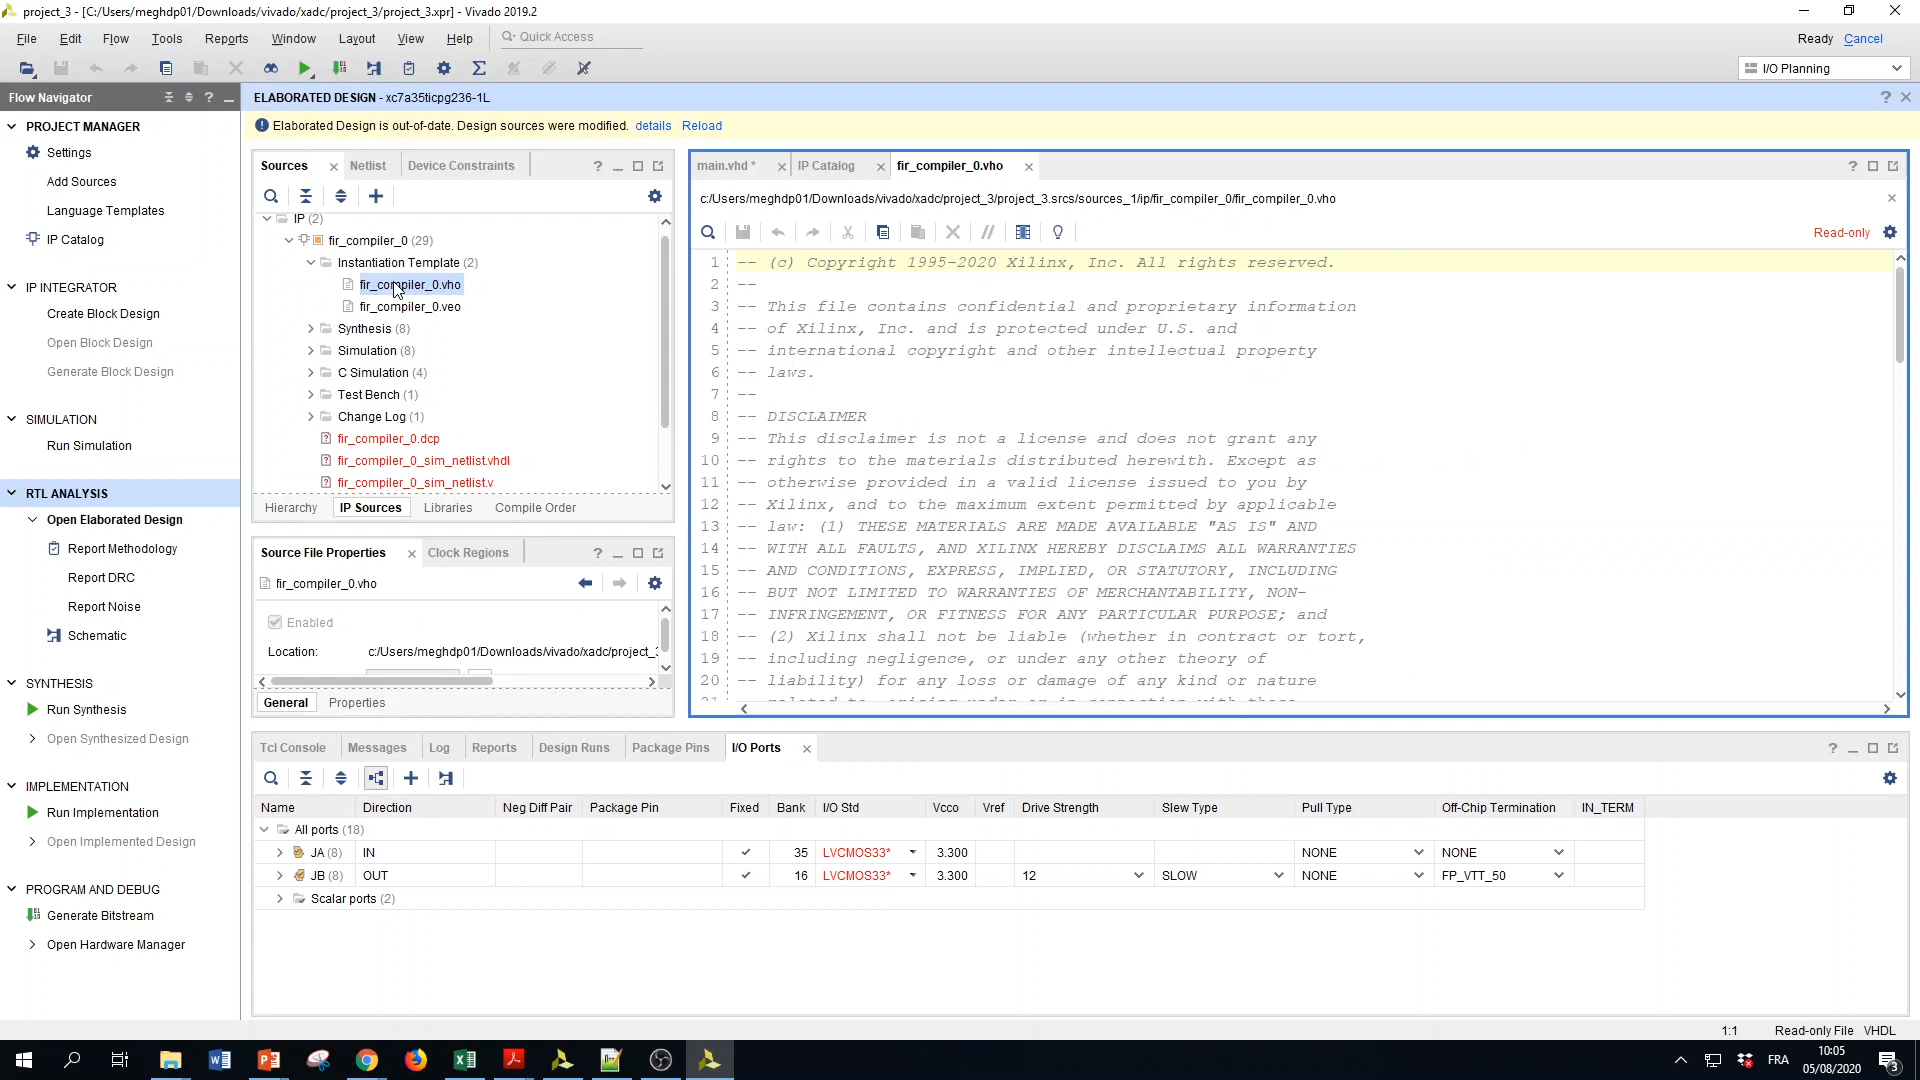 project_3 - [C:/Users/meghdp01/Downloads/vivado/xadc/project_3/project_3.xpr] - Vivado 2019.2
File Edit Flow Tools Reports Window Layout View Help Quick Access Ready Cancel
I/O Planning
Flow Navigator
ELABORATED DESIGN - xc7a35ticpg236-1L
Elaborated Design is out-of-date. Design sources were modified. details Reload
PROJECT MANAGER
Settings
Add Sources
Language Templates
IP Catalog
IP INTEGRATOR
Create Block Design
Open Block Design
Generate Block Design
SIMULATION
Run Simulation
RTL ANALYSIS
Open Elaborated Design
Report Methodology
Report DRC
Report Noise
Schematic
SYNTHESIS
Run Synthesis
Open Synthesized Design
IMPLEMENTATION
Run Implementation
Open Implemented Design
PROGRAM AND DEBUG
Generate Bitstream
Open Hardware Manager
Sources Netlist Device Constraints
IP (2)
fir_compiler_0 (29)
Instantiation Template (2)
fir_compiler_0.vho
fir_compiler_0.veo
Synthesis (8)
Simulation (8)
C Simulation (4)
Test Bench (1)
Change Log (1)
fir_compiler_0.dcp
fir_compiler_0_sim_netlist.vhdl
fir_compiler_0_sim_netlist.v
Hierarchy IP Sources Libraries Compile Order
Source File Properties Clock Regions
fir_compiler_0.vho
Enabled
Location: c:/Users/meghdp01/Downloads/vivado/xadc/project_3
General Properties
main.vhd * IP Catalog fir_compiler_0.vho
c:/Users/meghdp01/Downloads/vivado/xadc/project_3/project_3.srcs/sources_1/ip/fir_compiler_0/fir_compiler_0.vho
Read-only
1 -- (c) Copyright 1995-2020 Xilinx, Inc. All rights reserved.
2 --
3 -- This file contains confidential and proprietary information
4 -- of Xilinx, Inc. and is protected under U.S. and
5 -- international copyright and other intellectual property
6 -- laws.
7 --
8 -- DISCLAIMER
9 -- This disclaimer is not a license and does not grant any
10 -- rights to the materials distributed herewith. Except as
11 -- otherwise provided in a valid license issued to you by
12 -- Xilinx, and to the maximum extent permitted by applicable
13 -- law: (1) THESE MATERIALS ARE MADE AVAILABLE "AS IS" AND
14 -- WITH ALL FAULTS, AND XILINX HEREBY DISCLAIMS ALL WARRANTIES
15 -- AND CONDITIONS, EXPRESS, IMPLIED, OR STATUTORY, INCLUDING
16 -- BUT NOT LIMITED TO WARRANTIES OF MERCHANTABILITY, NON-
17 -- INFRINGEMENT, OR FITNESS FOR ANY PARTICULAR PURPOSE; and
18 -- (2) Xilinx shall not be liable (whether in contract or tort,
19 -- including negligence, or under any other theory of
20 -- liability) for any loss or damage of any kind or nature
Tcl Console Messages Log Reports Design Runs Package Pins I/O Ports
Name Direction Neg Diff Pair Package Pin Fixed Bank I/O Std Vcco Vref Drive Strength Slew Type Pull Type Off-Chip Termination IN_TERM
All ports (18)
JA (8) IN 35 LVCMOS33* 3.300 NONE NONE
JB (8) OUT 16 LVCMOS33* 3.300 12 SLOW NONE FP_VTT_50
Scalar ports (2)
1:1 Read-only File VHDL
FRA
10:05
05/08/2020
3